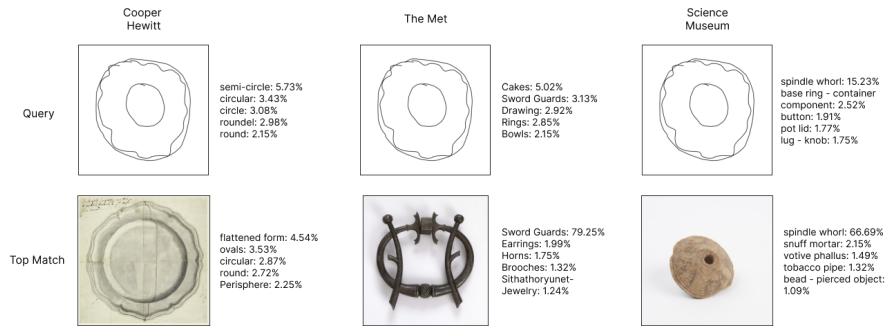 Cooper
Hewitt
The Met
Science
Museum
Query
semi-circle: 5.73%
circular: 3.43%
circle: 3.08%
roundel: 2.98%
round: 2.15%
Cakes: 5.02%
Sword Guards: 3.13%
Drawing: 2.92%
Rings: 2.85%
Bowls: 2.15%
spindle whorl: 15.23%
base ring - container
component: 2.52%
button: 1.91%
pot lid: 1.77%
lug - knob: 1.75%
Top Match
flattened form: 4.54%
ovals: 3.53%
circular: 2.87%
round: 2.72%
Perisphere: 2.25%
Sword Guards: 79.25%
Earrings: 1.99%
Horns: 1.75%
Brooches: 1.32%
Sithathoryunet-
Jewelry: 1.24%
spindle whorl: 66.69%
snuff mortar: 2.15%
votive phallus: 1.49%
tobacco pipe: 1.32%
bead - pierced object:
1.09%